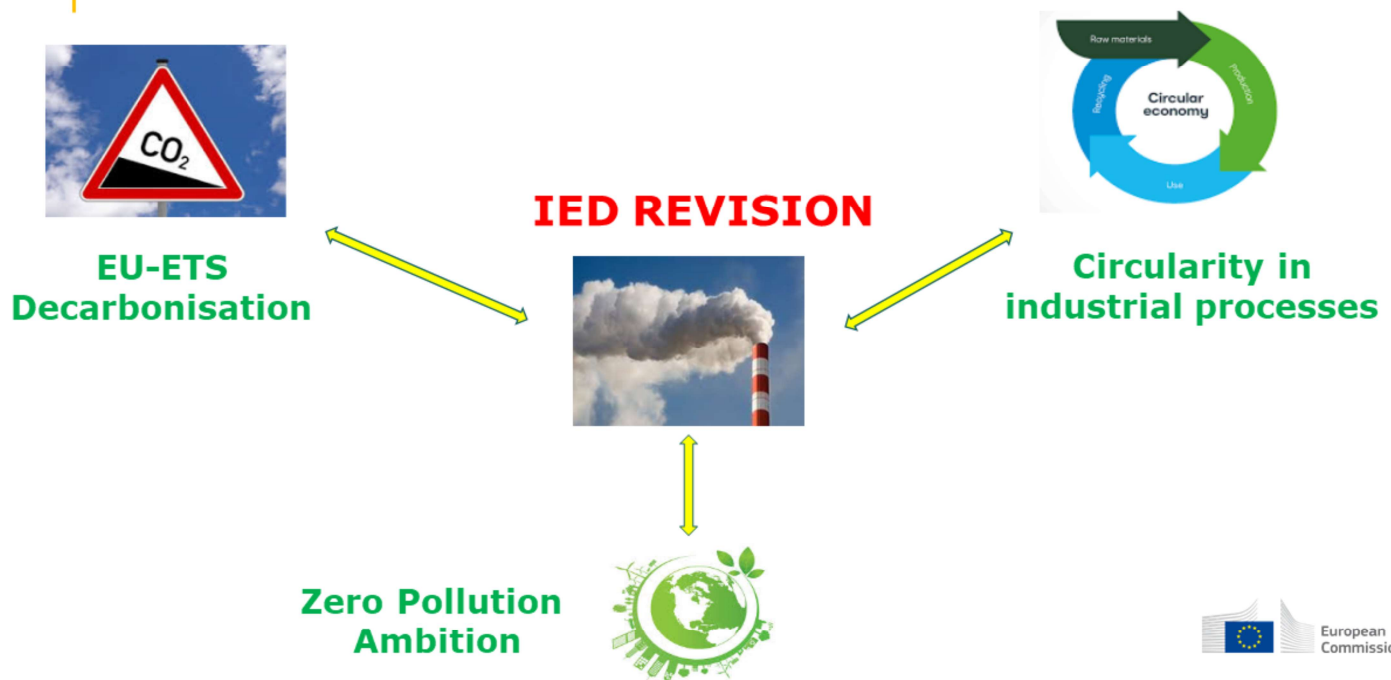 CO₂
Raw materials
Production
Recycling
Circular
economy
Use
IED REVISION
EU-ETS
Decarbonisation
Circularity in
industrial processes
Zero Pollution
Ambition
European
Commissio